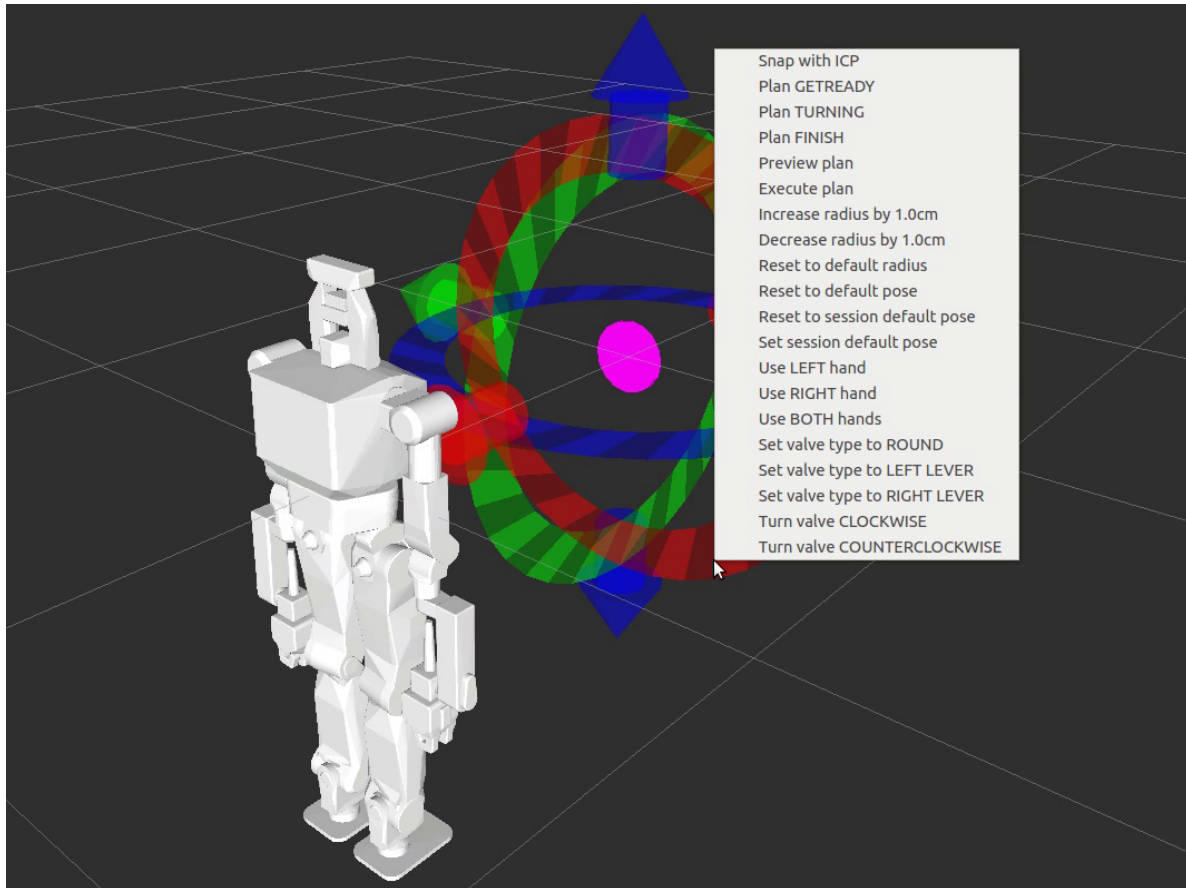 Snap with ICP
Plan GETREADY
Plan TURNING
Plan FINISH
Preview plan
Execute plan
Increase radius by 1.0cm
Decrease radius by 1.0cm
Reset to default radius
Reset to default pose
Reset to session default pose
Set session default pose
Use LEFT hand
Use RIGHT hand
Use BOTH hands
Set valve type to ROUND
Set valve type to LEFT LEVER
Set valve type to RIGHT LEVER
Turn valve CLOCKWISE
Turn valve COUNTERCLOCKWISE